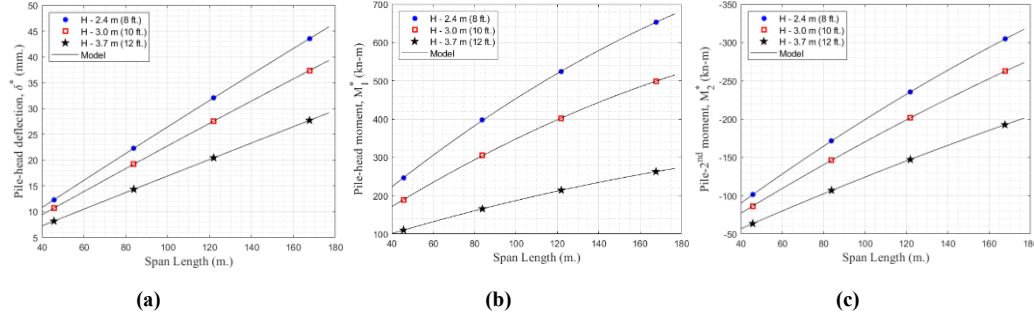 H - 2.4 m (8 ft.)
H - 3.0 m (10 ft.)
H - 3.7 m (12 ft.)
Model
Pile-head deflection, δ* (mm.)
50
45
40
35
30
25
20
15
10
5
40 60 80 100 120 140 160 180
Span Length (m.)
(a)
H - 2.4 m (8 ft.)
H - 3.0 m (10 ft.)
H - 3.7 m (12 ft.)
Model
Pile-head moment, M₁* (kn-m)
700
600
500
400
300
200
100
40 60 80 100 120 140 160 180
Span Length (m.)
(b)
H - 2.4 m (8 ft.)
H - 3.0 m (10 ft.)
H - 3.7 m (12 ft.)
Model
Pile-2nd moment, M₂* (kn-m)
-350
-300
-250
-200
-150
-100
-50
40 60 80 100 120 140 160 180
Span Length (m.)
(c)